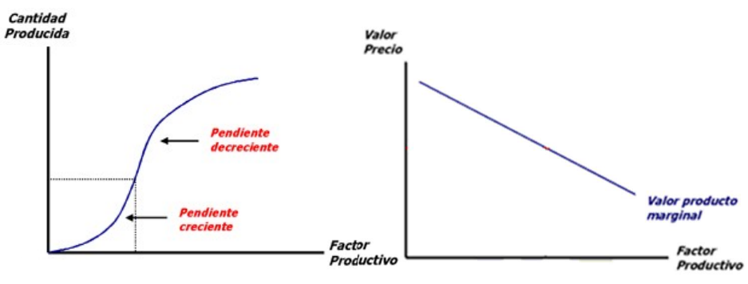 Cantidad
Producida
Pendiente
decreciente
Pendiente
creciente
Factor
Productivo
Valor
Precio
Valor producto
marginal
Factor
Productivo